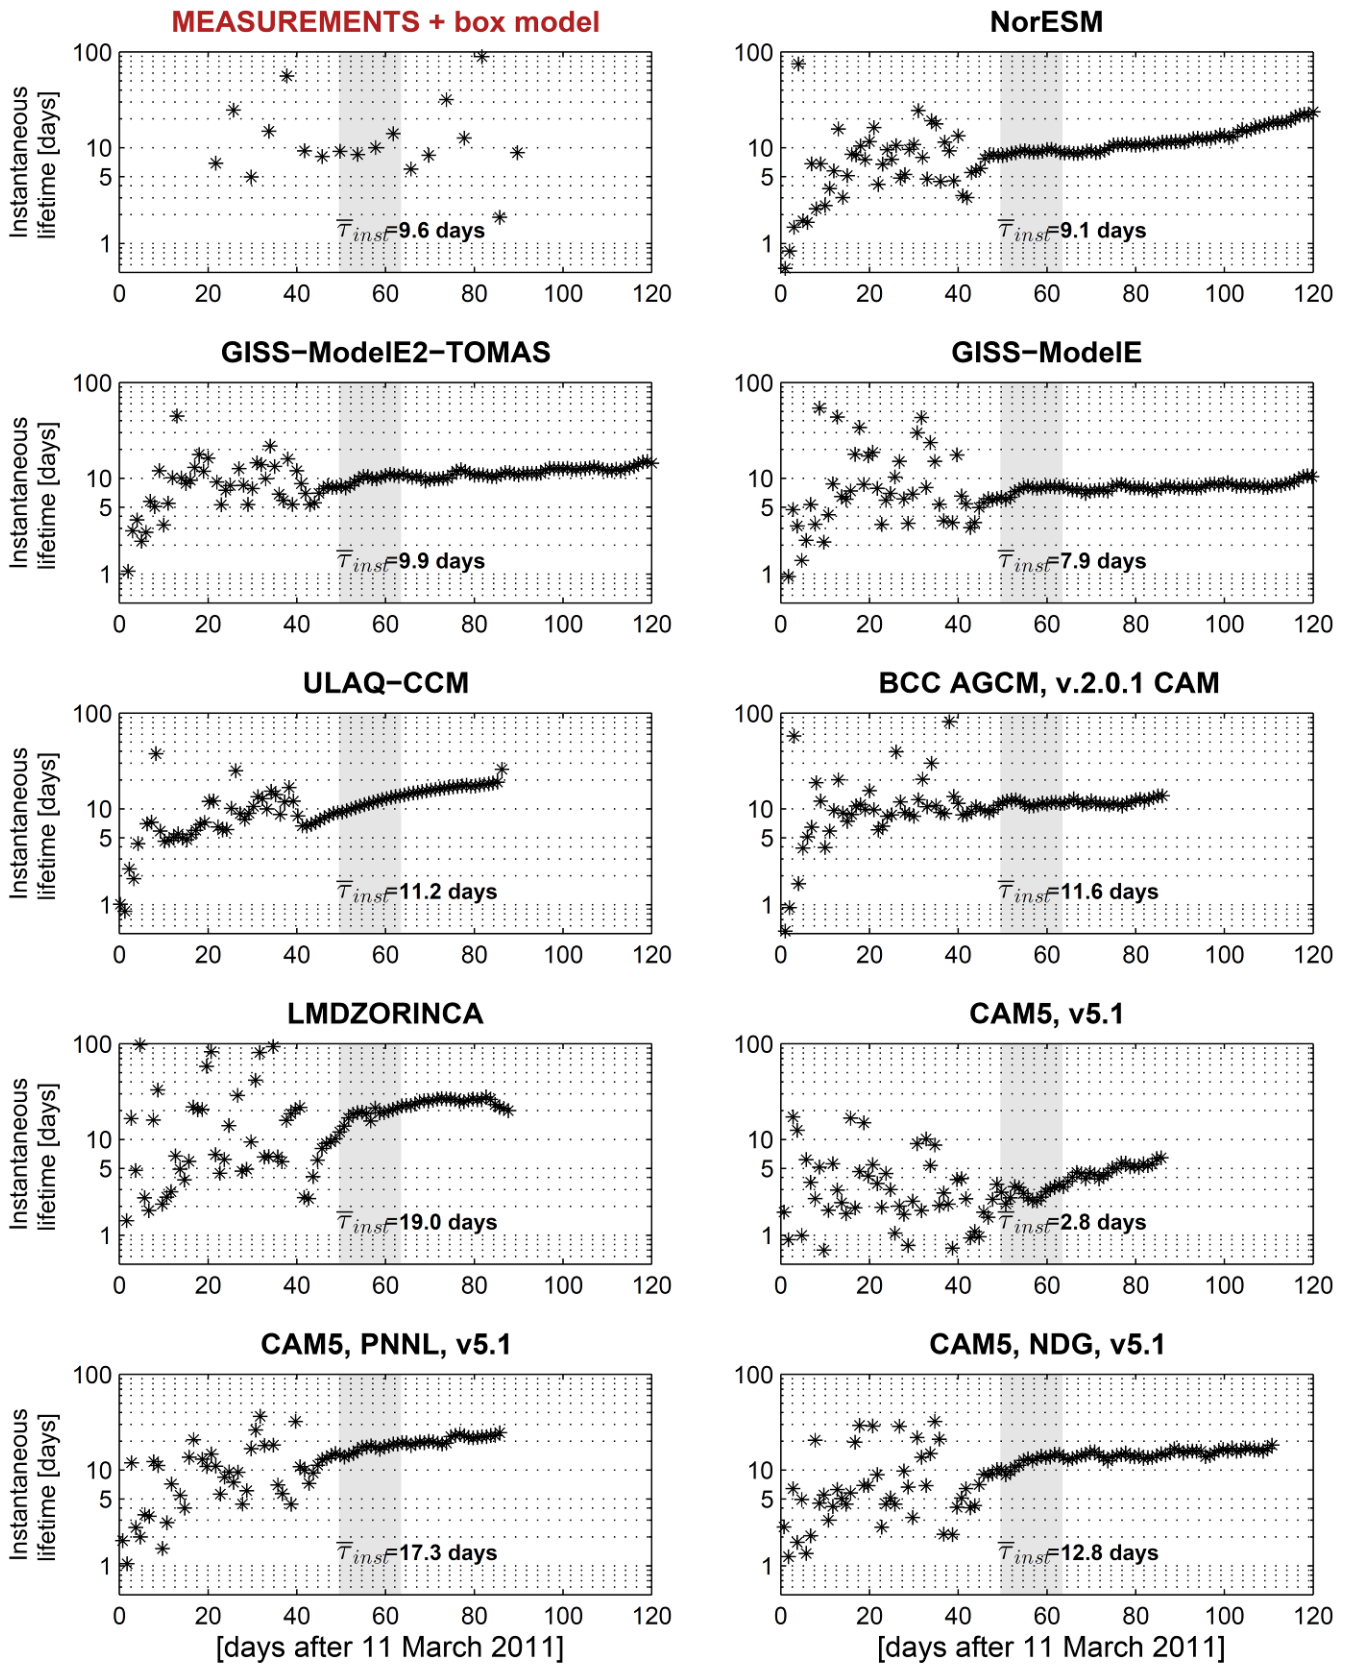 MEASUREMENTS + box model
NorESM
Instantaneous
lifetime [days]
100
10
5
1
τ̿inst=9.6 days
0 20 40 60 80 100 120
100
10
5
1
τ̿inst=9.1 days
0 20 40 60 80 100 120
GISS−ModelE2−TOMAS
GISS−ModelE
Instantaneous
lifetime [days]
100
10
5
1
τ̿inst=9.9 days
0 20 40 60 80 100 120
100
10
5
1
τ̿inst=7.9 days
0 20 40 60 80 100 120
ULAQ−CCM
BCC AGCM, v.2.0.1 CAM
Instantaneous
lifetime [days]
100
10
5
1
τ̿inst=11.2 days
0 20 40 60 80 100 120
100
10
5
1
τ̿inst=11.6 days
0 20 40 60 80 100 120
LMDZORINCA
CAM5, v5.1
Instantaneous
lifetime [days]
100
10
5
1
τ̿inst=19.0 days
0 20 40 60 80 100 120
100
10
5
1
τ̿inst=2.8 days
0 20 40 60 80 100 120
CAM5, PNNL, v5.1
CAM5, NDG, v5.1
Instantaneous
lifetime [days]
100
10
5
1
τ̿inst=17.3 days
0 20 40 60 80 100 120
[days after 11 March 2011]
100
10
5
1
τ̿inst=12.8 days
0 20 40 60 80 100 120
[days after 11 March 2011]